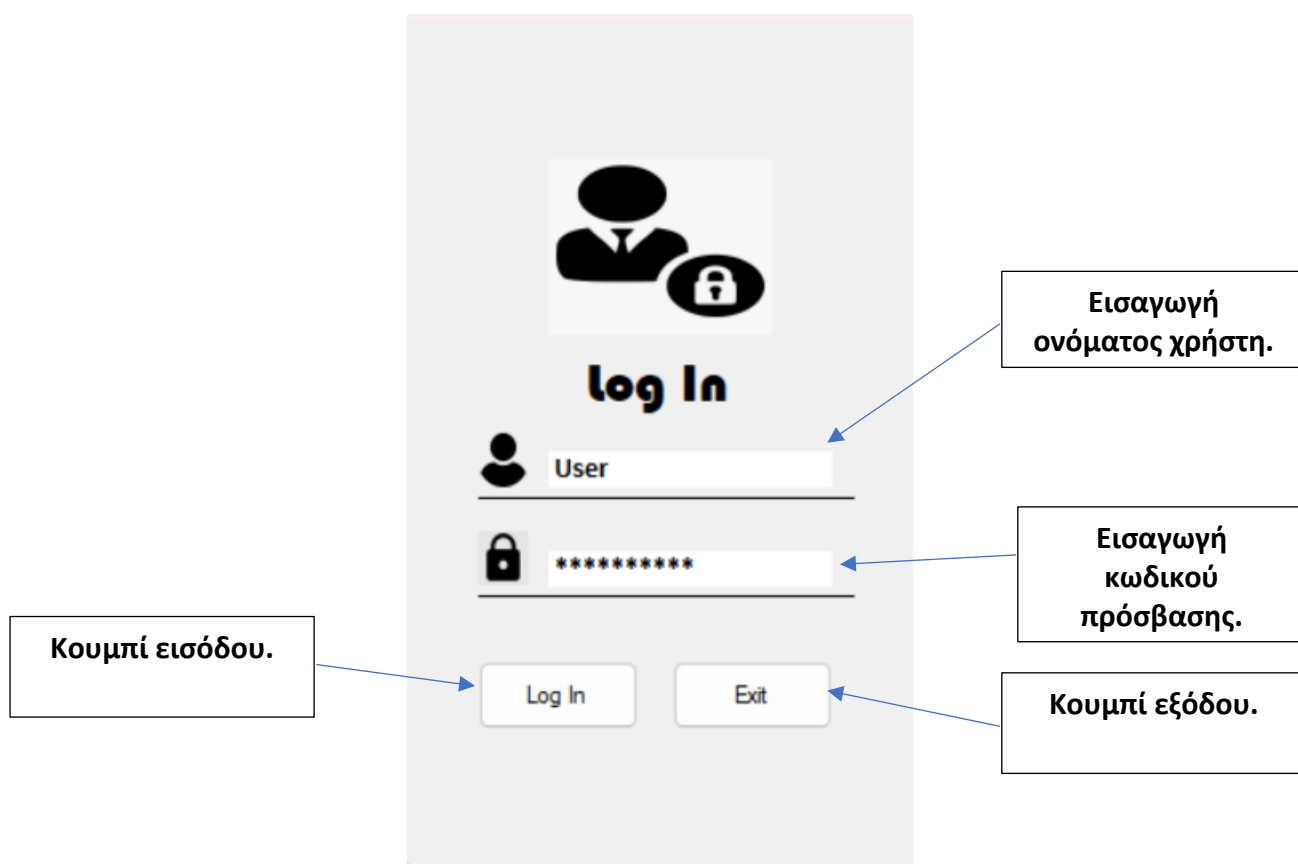 Εισαγωγή
ονόματος χρήστη.
Log In
User
**********
Εισαγωγή
κωδικού
πρόσβασης.
Κουμπί εισόδου.
Log In
Exit
Κουμπί εξόδου.